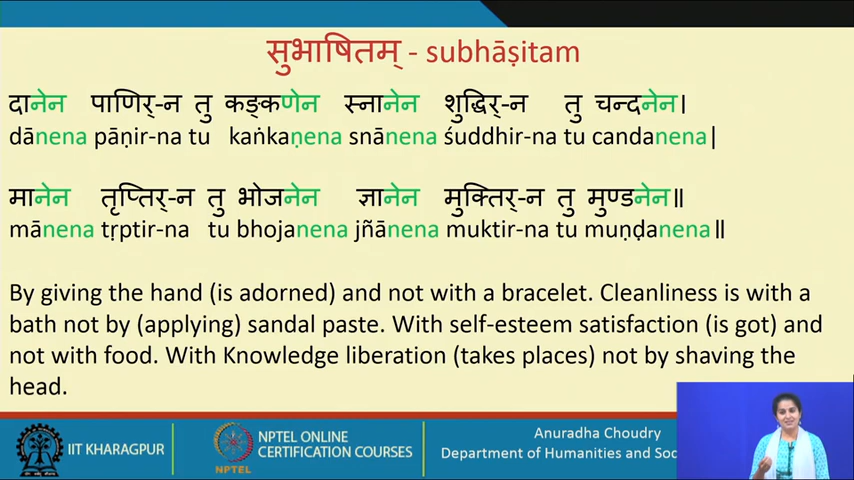 सुभाषितम् - subhāṣitam
दानेन पाणिर्-न तु कङ्कणेन स्नानेन शुद्धिर्-न तु चन्दनेन।
dānena pāṇir-na tu kaṅkaṇena snānena śuddhir-na tu candanena|
मानेन तृप्तिर्-न तु भोजनेन ज्ञानेन मुक्तिर्-न तु मुण्डनेन॥
mānena tṛptir-na tu bhojanena jñānena muktir-na tu muṇḍanena॥
By giving the hand (is adorned) and not with a bracelet. Cleanliness is with a
bath not by (applying) sandal paste. With self-esteem satisfaction (is got) and
not with food. With Knowledge liberation (takes places) not by shaving the
head.
IIT KHARAGPUR
NPTEL
NPTEL ONLINE
CERTIFICATION COURSES
Anuradha Choudry
Department of Humanities and Soc